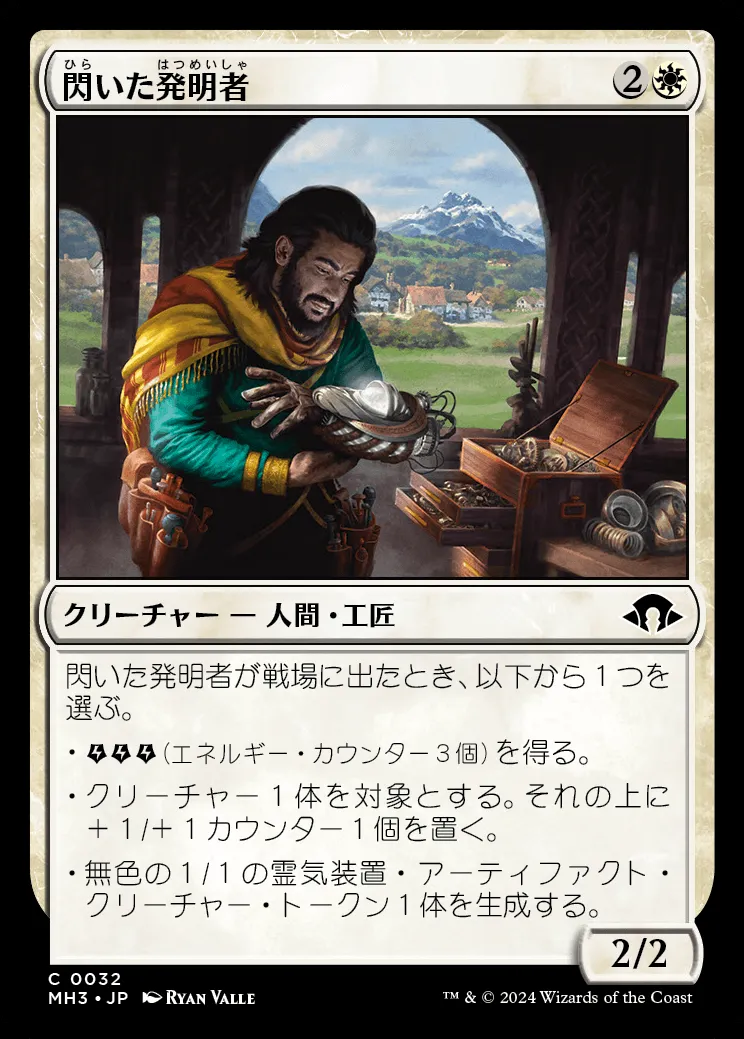 ひら はつめいしゃ
閃いた発明者
2
クリーチャー — 人間・工匠
閃いた発明者が戦場に出たとき、以下から１つを
選ぶ。
・(エネルギー・カウンター３個)を得る。
・クリーチャー１体を対象とする。それの上に
＋１/＋１カウンター１個を置く。
・無色の１/１の霊気装置・アーティファクト・
クリーチャー・トークン１体を生成する。
2/2
C 0032
MH3・JP RYAN VALLE
™ & © 2024 Wizards of the Coast